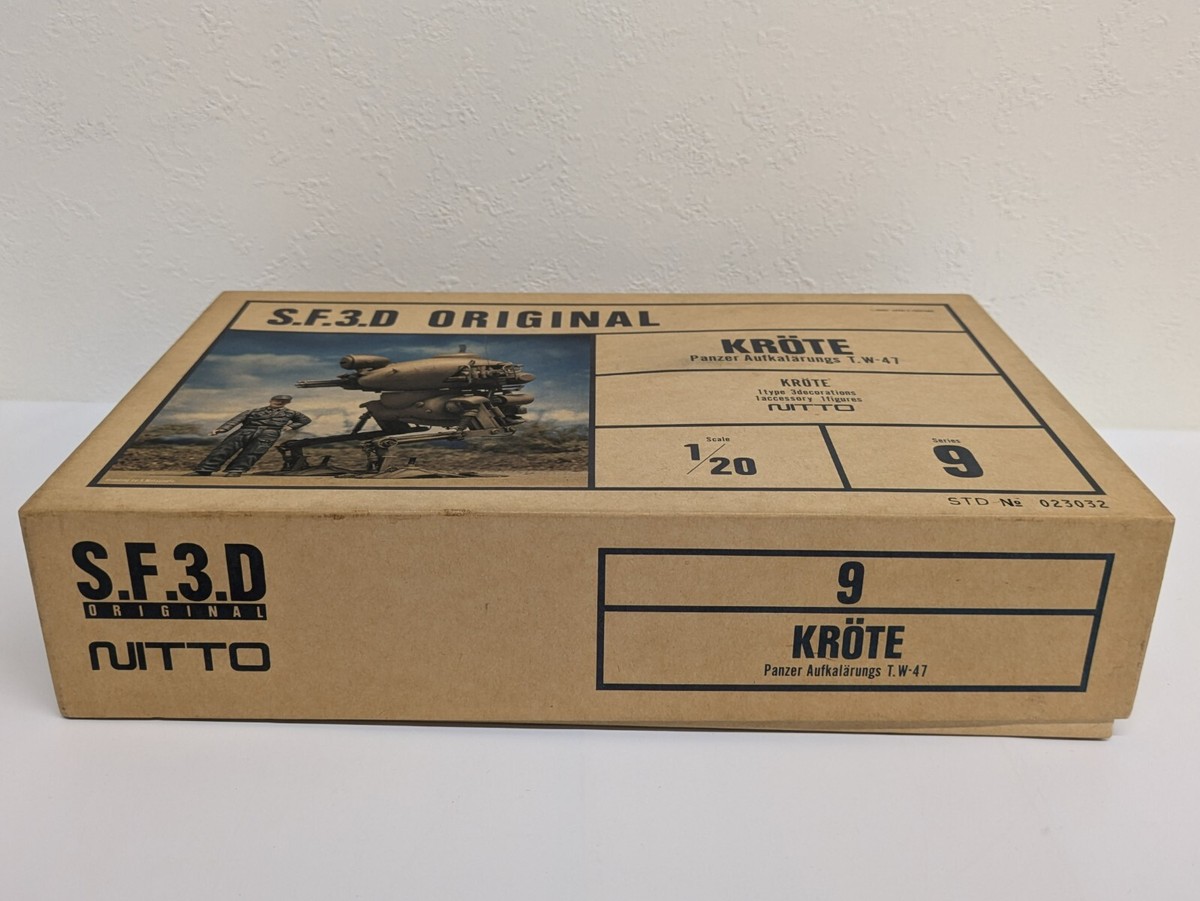 S.F.3.D ORIGINAL
KRÖTE
Panzer Aufkalärungs T.W-47
KRÖTE
1type 3decorations
1accessory 1figures
NITTO
Scale
1/20
Series
9
STD № 023032
S.F.3.D
ORIGINAL
NITTO
9
KRÖTE
Panzer Aufkalärungs T.W-47